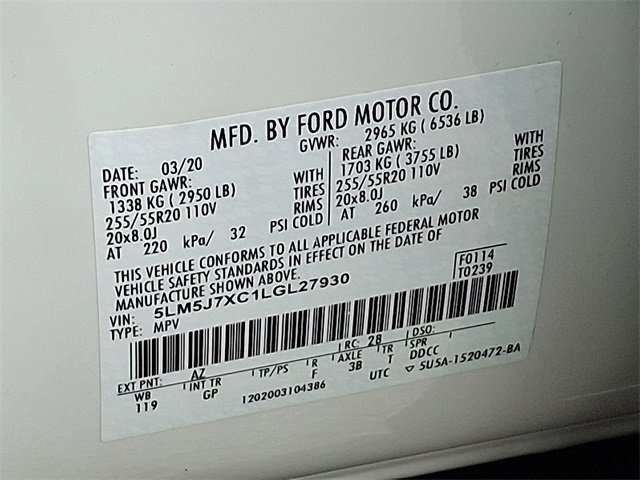 MFD. BY FORD MOTOR CO.
DATE: 03/20 GVWR: 2965 KG ( 6536 LB)
FRONT GAWR: REAR GAWR:
1338 KG ( 2950 LB) WITH 1703 KG ( 3755 LB) WITH
255/55R20 110V TIRES 255/55R20 110V TIRES
20x8.0J RIMS 20x8.0J RIMS
AT 220 kPa/ 32 PSI COLD AT 260 kPa/ 38 PSI COLD
THIS VEHICLE CONFORMS TO ALL APPLICABLE FEDERAL MOTOR
VEHICLE SAFETY STANDARDS IN EFFECT ON THE DATE OF
MANUFACTURE SHOWN ABOVE.
VIN: 5LM5J7XC1LGL27930 F0114
TYPE: MPV T0239
EXT PNT: AZ RC: 28 DSO:
WB INT TR TP/PS R AXLE TR SPR
119 GP F 3B T DDCC
1202003104386 UTC ▽ 5U5A-1520472-BA